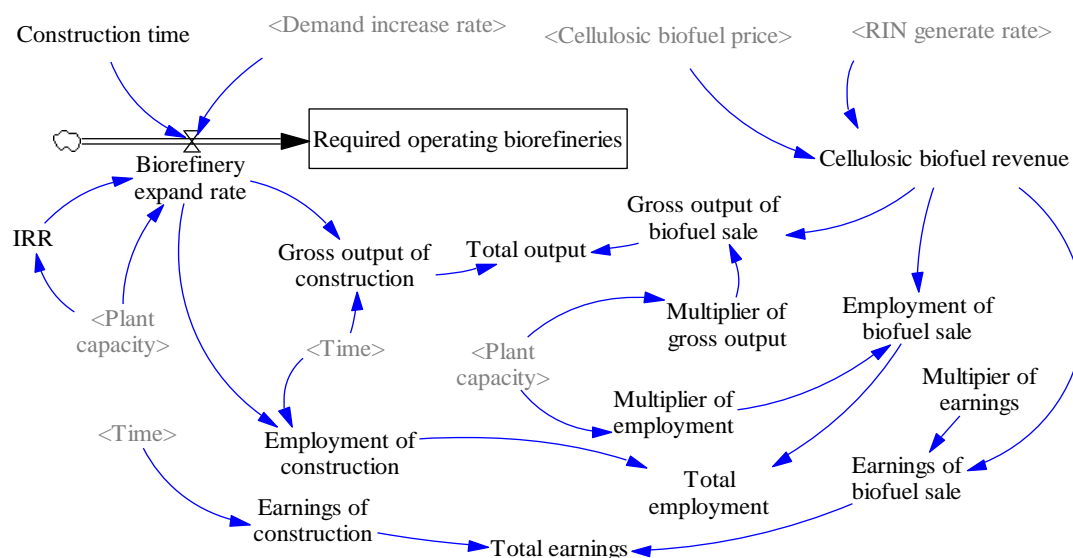 Construction time
<Demand increase rate>
<Cellulosic biofuel price>
<RIN generate rate>
Required operating biorefineries
Biorefinery
expand rate
Cellulosic biofuel revenue
IRR
Gross output of
construction
Total output
Gross output of
biofuel sale
<Plant
capacity>
<Time>
<Plant
capacity>
Multiplier of
gross output
Employment of
biofuel sale
Multiplier of
employment
Multipier of
earnings
<Time>
Employment of
construction
Total
employment
Earnings of
biofuel sale
Earnings of
construction
Total earnings